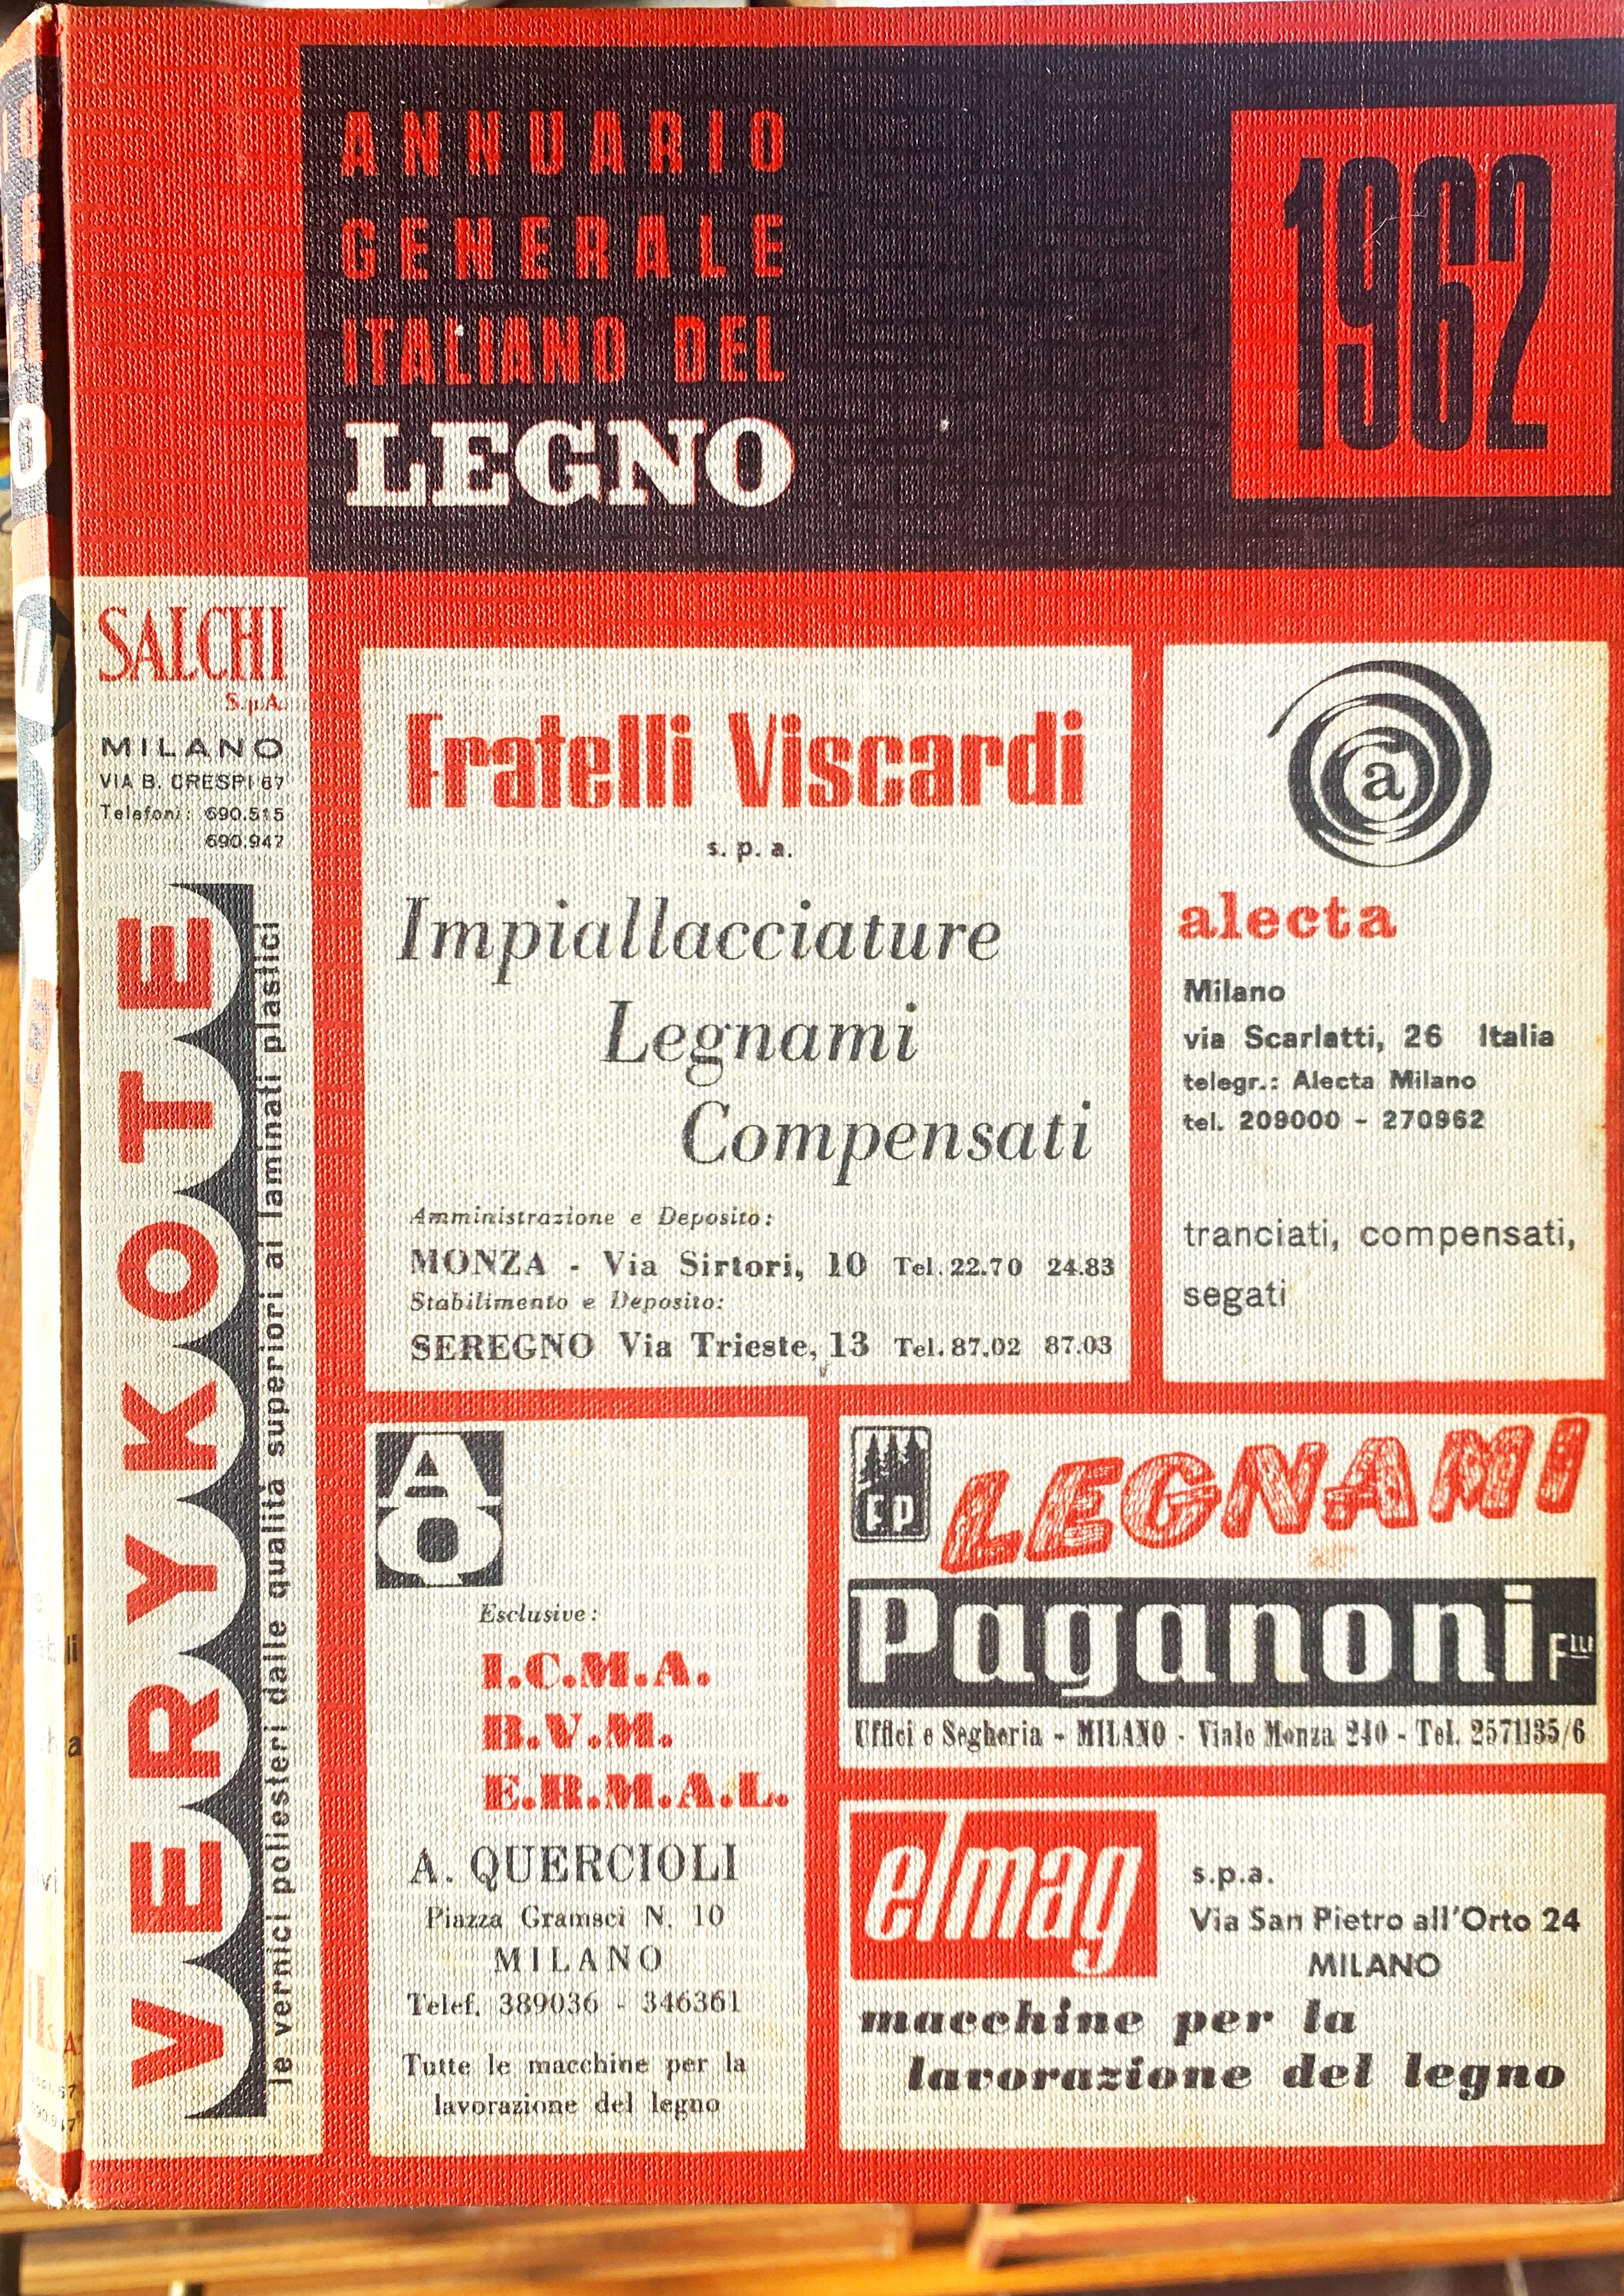 ANNUARIO
GENERALE
ITALIANO DEL
LEGNO
1962
SALCHI
S.p.A.
MILANO
VIA B. CRESPI 67
Telefoni: 690.515
690.947
VERYKOTE
le vernici poliesteri dalle qualità superiori ai laminati plastici
Fratelli Viscardi
s. p. a.
Impiallacciature
Legnami
Compensati
Amministrazione e Deposito:
MONZA - Via Sirtori, 10 Tel. 22.70 24.83
Stabilimento e Deposito:
SEREGNO Via Trieste, 13 Tel. 87.02 87.03
a
alecta
Milano
via Scarlatti, 26 Italia
telegr.: Alecta Milano
tel. 209000 - 270962
tranciati, compensati,
segati
AQ
Esclusive:
I.C.M.A.
B.V.M.
E.R.M.A.L.
A. QUERCIOLI
Piazza Gramsci N. 10
MILANO
Telef. 389036 - 346361
Tutte le macchine per la
lavorazione del legno
FP
LEGNAMI
Paganoni F.lli
Uffici e Segheria - MILANO - Viale Monza 240 - Tel. 2571135/6
elmag
s.p.a.
Via San Pietro all'Orto 24
MILANO
macchine per la
lavorazione del legno